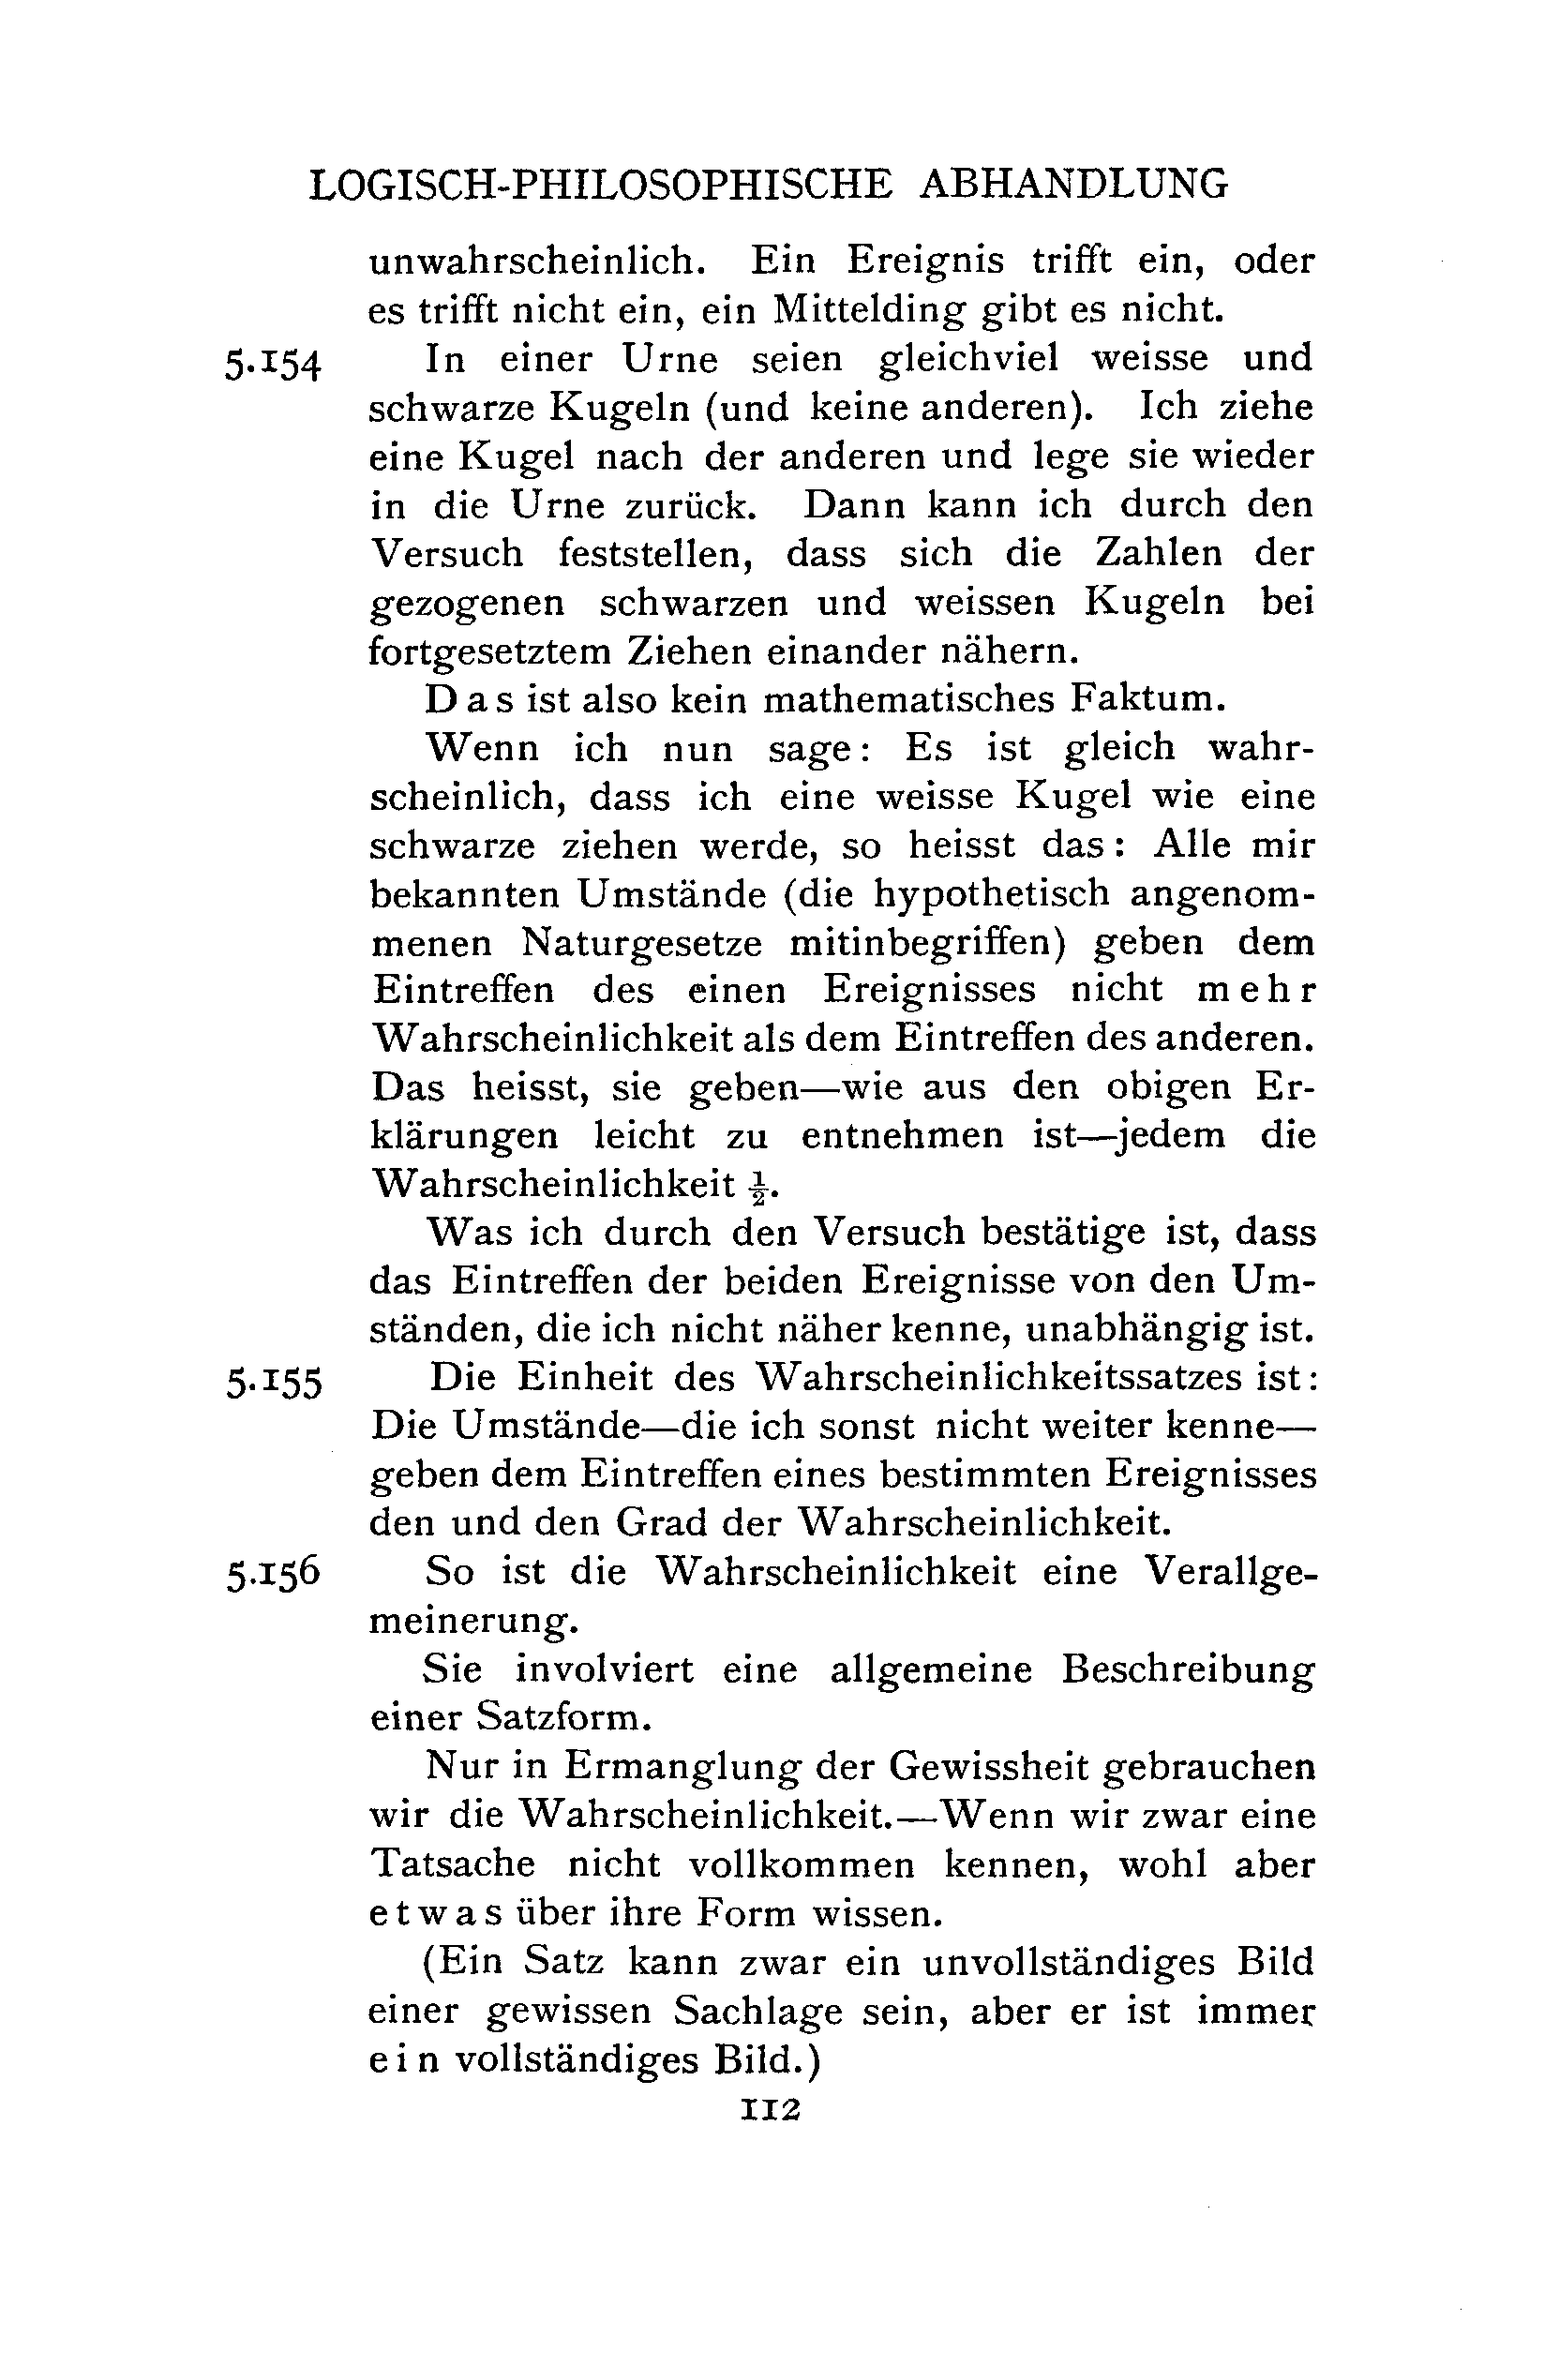 LOGISCH-PHILOSOPHISCHE ABHANDLUNG
unwahrscheinlich. Ein Ereignis trifft ein, oder
es trifft nicht ein, ein Mittelding gibt es nicht.
5.154 In einer Urne seien gleichviel weisse und
schwarze Kugeln (und keine anderen). Ich ziehe
eine Kugel nach der anderen und lege sie wieder
in die Urne zurück. Dann kann ich durch den
Versuch feststellen, dass sich die Zahlen der
gezogenen schwarzen und weissen Kugeln bei
fortgesetztem Ziehen einander nähern.
D a s ist also kein mathematisches Faktum.
Wenn ich nun sage: Es ist gleich wahr-
scheinlich, dass ich eine weisse Kugel wie eine
schwarze ziehen werde, so heisst das: Alle mir
bekannten Umstände (die hypothetisch angenom-
menen Naturgesetze mitinbegriffen) geben dem
Eintreffen des einen Ereignisses nicht m e h r
Wahrscheinlichkeit als dem Eintreffen des anderen.
Das heisst, sie geben—wie aus den obigen Er-
klärungen leicht zu entnehmen ist—jedem die
Wahrscheinlichkeit ½.
Was ich durch den Versuch bestätige ist, dass
das Eintreffen der beiden Ereignisse von den Um-
ständen, die ich nicht näher kenne, unabhängig ist.
5.155 Die Einheit des Wahrscheinlichkeitssatzes ist:
Die Umstände—die ich sonst nicht weiter kenne—
geben dem Eintreffen eines bestimmten Ereignisses
den und den Grad der Wahrscheinlichkeit.
5.156 So ist die Wahrscheinlichkeit eine Verallge-
meinerung.
Sie involviert eine allgemeine Beschreibung
einer Satzform.
Nur in Ermanglung der Gewissheit gebrauchen
wir die Wahrscheinlichkeit.—Wenn wir zwar eine
Tatsache nicht vollkommen kennen, wohl aber
e t w a s über ihre Form wissen.
(Ein Satz kann zwar ein unvollständiges Bild
einer gewissen Sachlage sein, aber er ist immer
e i n vollständiges Bild.)
112